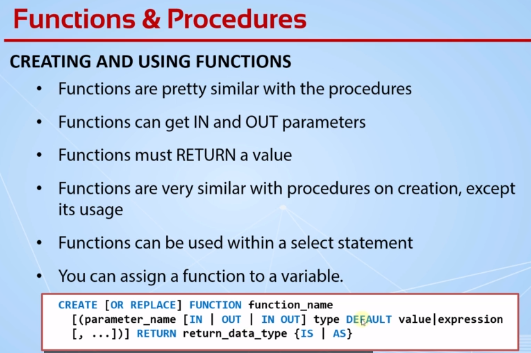 Functions & Procedures
CREATING AND USING FUNCTIONS
• Functions are pretty similar with the procedures
• Functions can get IN and OUT parameters
• Functions must RETURN a value
• Functions are very similar with procedures on creation, except
its usage
• Functions can be used within a select statement
• You can assign a function to a variable.
CREATE [OR REPLACE] FUNCTION function_name
[(parameter_name [IN | OUT | IN OUT] type DEFAULT value|expression
[, ...])] RETURN return_data_type {IS | AS}